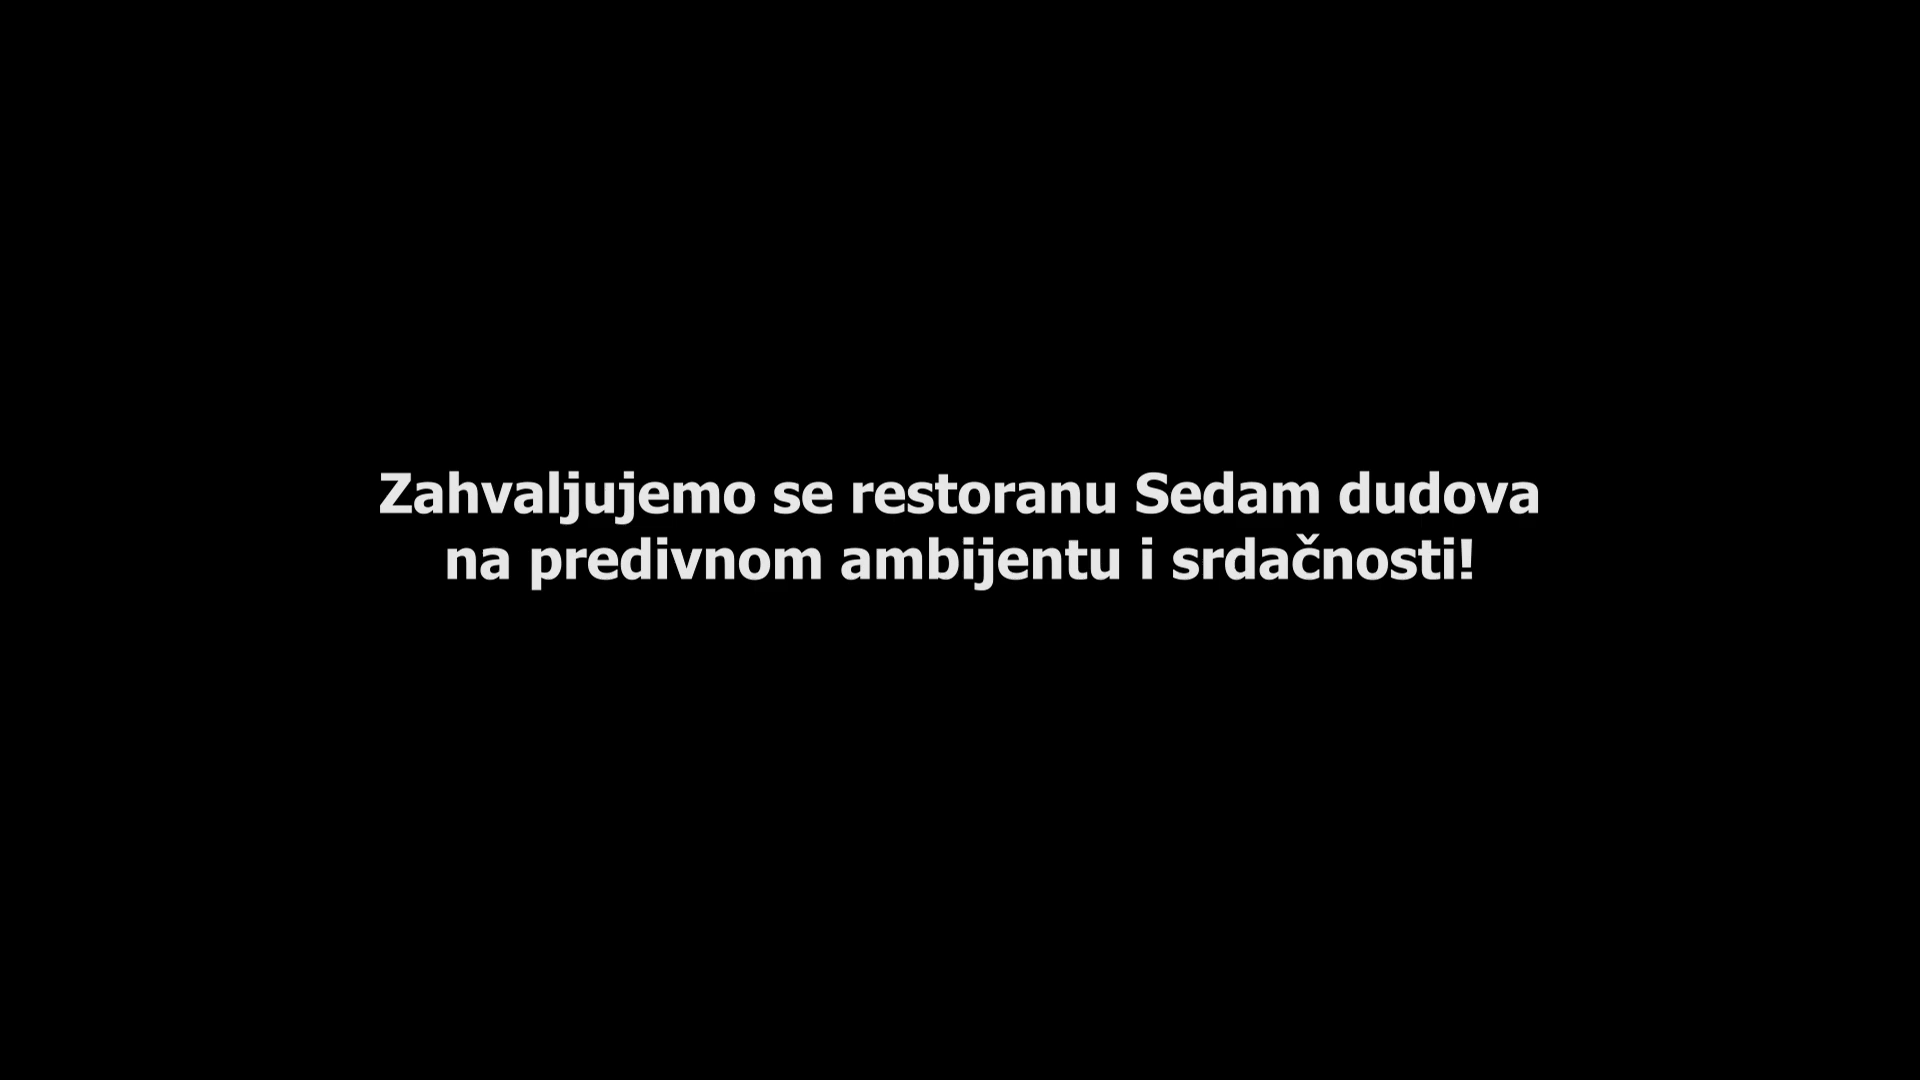 Zahvaljujemo se restoranu Sedam dudova
na predivnom ambijentu i srdačnosti!